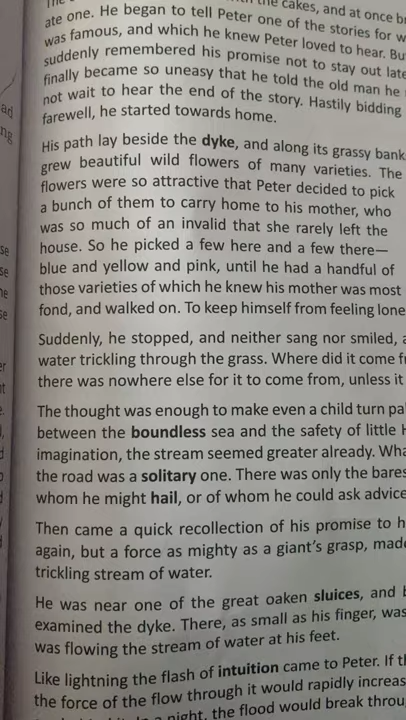 the cakes, and at once
ate one. He began to tell Peter one of the stories for
was famous, and which he knew Peter loved to hear.
suddenly remembered his promise not to stay out late
finally became so uneasy that he told the old man he
not wait to hear the end of the story. Hastily bidding
farewell, he started towards home.
His path lay beside the dyke, and along its grassy bank
grew beautiful wild flowers of many varieties. The
flowers were so attractive that Peter decided to pick
a bunch of them to carry home to his mother, who
was so much of an invalid that she rarely left the
house. So he picked a few here and a few there—
blue and yellow and pink, until he had a handful of
those varieties of which he knew his mother was most
fond, and walked on. To keep himself from feeling lone
Suddenly, he stopped, and neither sang nor smiled,
water trickling through the grass. Where did it come
there was nowhere else for it to come from, unless it
The thought was enough to make even a child turn pa
between the boundless sea and the safety of little
imagination, the stream seemed greater already. Wha
the road was a solitary one. There was only the bares
whom he might hail, or of whom he could ask advice
Then came a quick recollection of his promise to h
again, but a force as mighty as a giant's grasp, made
trickling stream of water.
He was near one of the great oaken sluices, and
examined the dyke. There, as small as his finger, was
was flowing the stream of water at his feet.
Like lightning the flash of intuition came to Peter. If th
the force of the flow through it would rapidly increas
night, the flood would break throu